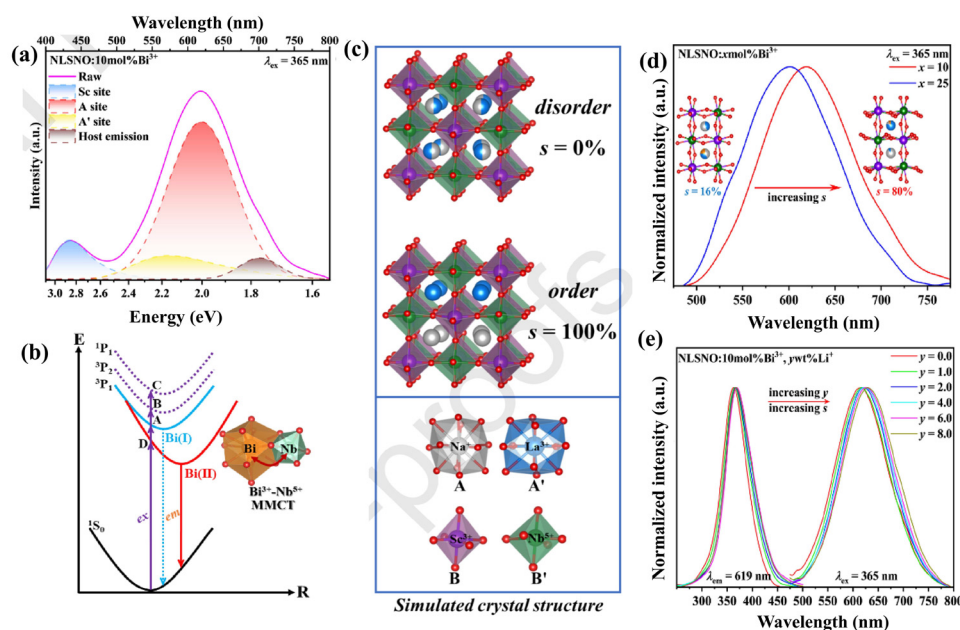 (a)
Wavelength (nm)
400 450 500 550 600 650 700 750 800
NLSNO:10mol%Bi³⁺
λex = 365 nm
Raw
Sc site
A site
A' site
Host emission
Intensity (a.u.)
3.0 2.8 2.6 2.4 2.2 2.0 1.8 1.6
Energy (eV)
(b)
E
¹P₁
³P₂
³P₁
C
B
A
D
Bi(I)
Bi(II)
ex
em
¹S₀
R
Bi
Nb
Bi³⁺-Nb⁵⁺
MMCT
(c)
disorder
s = 0%
order
s = 100%
Na⁺
La³⁺
A
A'
Sc³⁺
Nb⁵⁺
B
B'
Simulated crystal structure
(d)
NLSNO:xmol%Bi³⁺
λex = 365 nm
x = 10
x = 25
s = 16%
s = 80%
increasing s
Normalized intensity (a.u.)
500 550 600 650 700 750
Wavelength (nm)
(e)
NLSNO:10mol%Bi³⁺, ywt%Li⁺
y = 0.0
y = 1.0
y = 2.0
y = 4.0
y = 6.0
y = 8.0
increasing y
increasing s
λem = 619 nm
λex = 365 nm
Normalized intensity (a.u.)
300 350 400 450 500 550 600 650 700 750 800
Wavelength (nm)